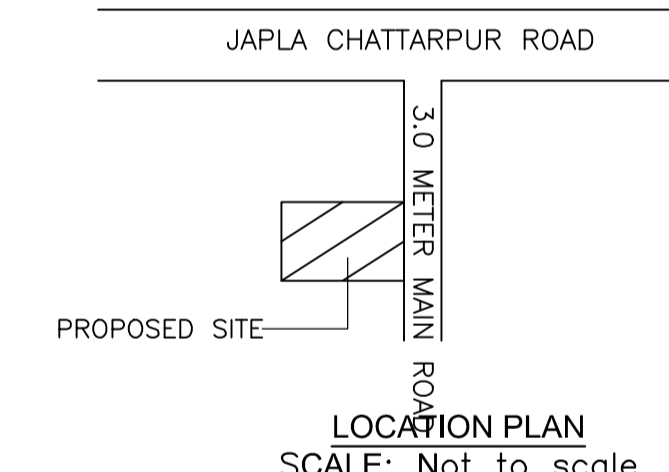 JAPLA CHATTARPUR ROAD
3.0 METER MAIN ROAD
PROPOSED SITE
LOCATION PLAN
SCALE: Not to scale